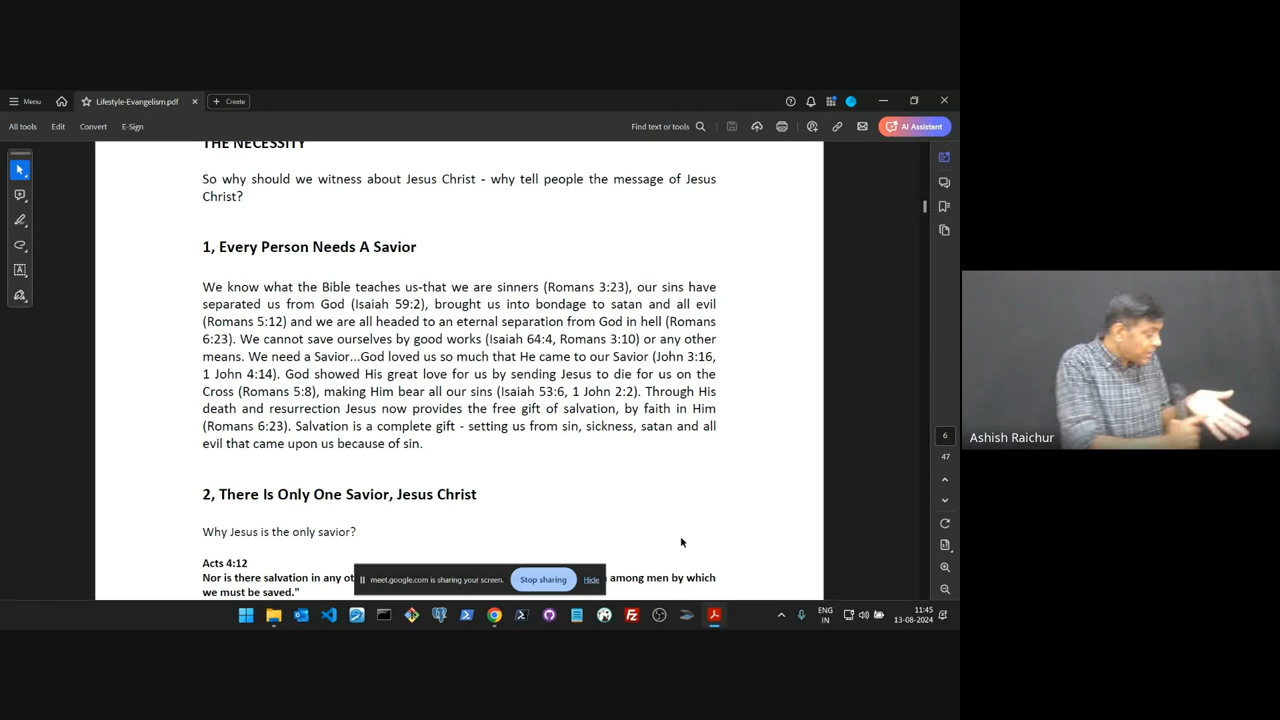 Menu
Lifestyle-Evangelism.pdf
Create
All tools
Edit
Convert
E-Sign
Find text or tools
AI Assistant
THE NECESSITY
So why should we witness about Jesus Christ - why tell people the message of Jesus
Christ?
1, Every Person Needs A Savior
We know what the Bible teaches us-that we are sinners (Romans 3:23), our sins have
separated us from God (Isaiah 59:2), brought us into bondage to satan and all evil
(Romans 5:12) and we are all headed to an eternal separation from God in hell (Romans
6:23). We cannot save ourselves by good works (Isaiah 64:4, Romans 3:10) or any other
means. We need a Savior...God loved us so much that He came to our Savior (John 3:16,
1 John 4:14). God showed His great love for us by sending Jesus to die for us on the
Cross (Romans 5:8), making Him bear all our sins (Isaiah 53:6, 1 John 2:2). Through His
death and resurrection Jesus now provides the free gift of salvation, by faith in Him
(Romans 6:23). Salvation is a complete gift - setting us from sin, sickness, satan and all
evil that came upon us because of sin.
2, There Is Only One Savior, Jesus Christ
Why Jesus is the only savior?
Acts 4:12
Nor is there salvation in any ot
among men by which
we must be saved."
meet.google.com is sharing your screen.
Stop sharing
Hide
6
47
Ashish Raichur
ENG
IN
11:45
13-08-2024